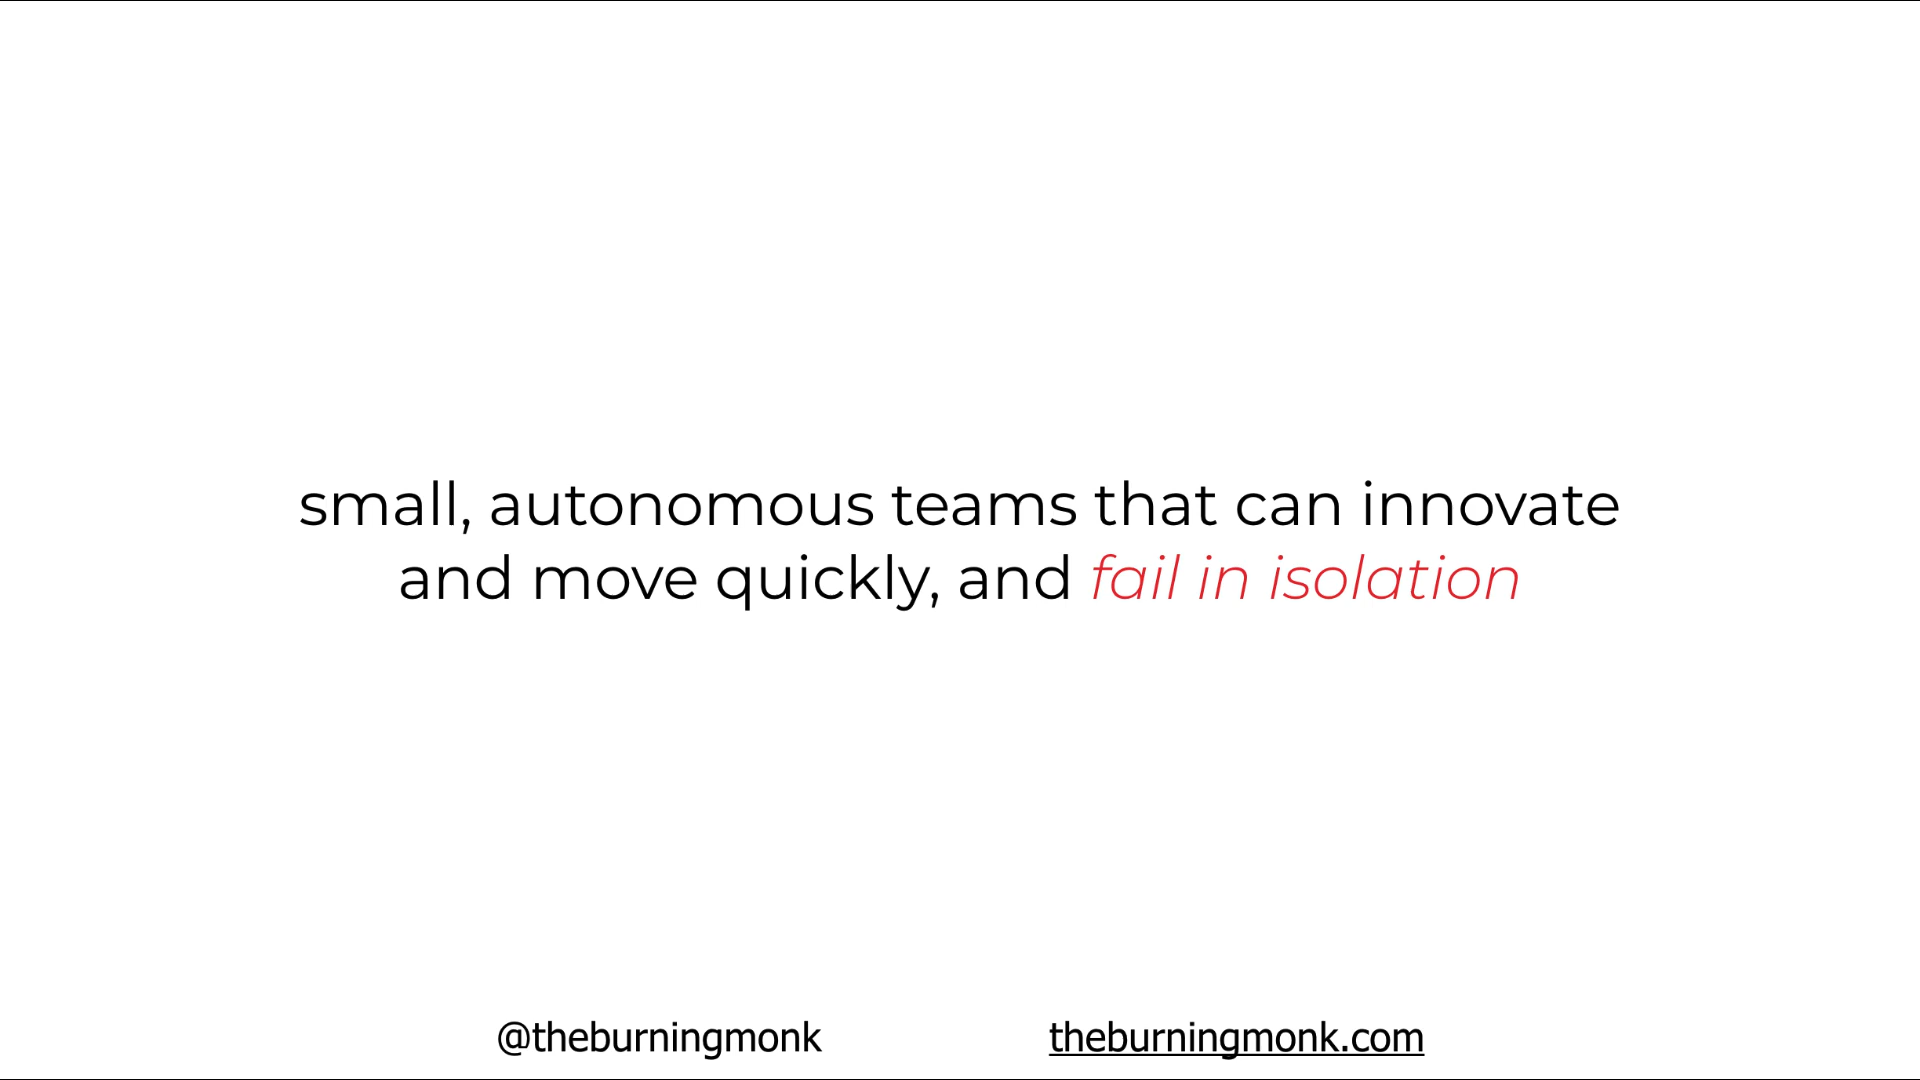 small, autonomous teams that can innovate
and move quickly, and fail in isolation
@theburningmonk
theburningmonk.com